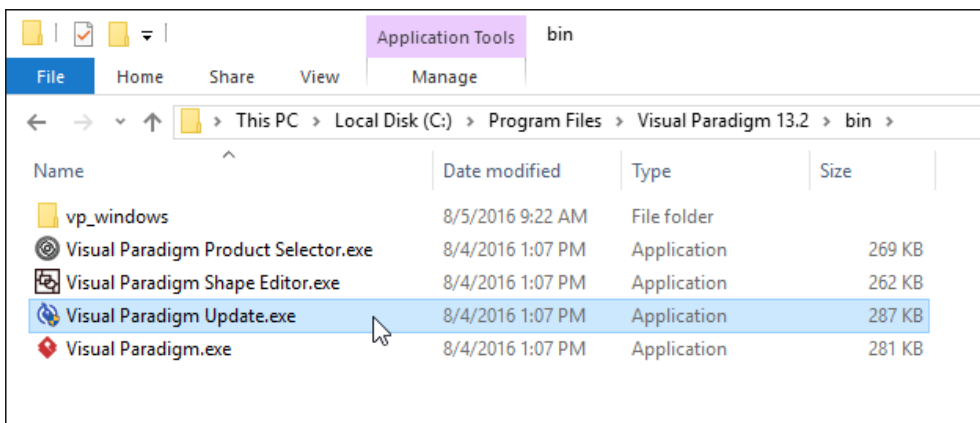 Application Tools bin
File Home Share View Manage
This PC > Local Disk (C:) > Program Files > Visual Paradigm 13.2 > bin >
Name Date modified Type Size
vp_windows 8/5/2016 9:22 AM File folder
Visual Paradigm Product Selector.exe 8/4/2016 1:07 PM Application 269 KB
Visual Paradigm Shape Editor.exe 8/4/2016 1:07 PM Application 262 KB
Visual Paradigm Update.exe 8/4/2016 1:07 PM Application 287 KB
Visual Paradigm.exe 8/4/2016 1:07 PM Application 281 KB